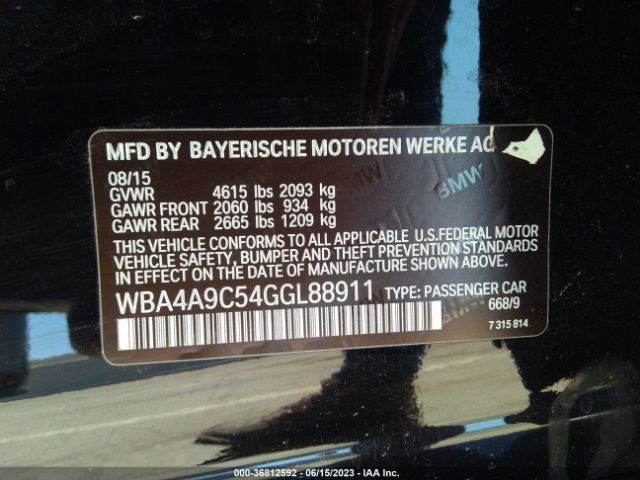 MFD BY BAYERISCHE MOTOREN WERKE AG
08/15
GVWR 4615 lbs 2093 kg
GAWR FRONT 2060 lbs 934 kg
GAWR REAR 2665 lbs 1209 kg
THIS VEHICLE CONFORMS TO ALL APPLICABLE U.S.FEDERAL MOTOR
VEHICLE SAFETY, BUMPER AND THEFT PREVENTION STANDARDS
IN EFFECT ON THE DATE OF MANUFACTURE SHOWN ABOVE.
WBA4A9C54GGL88911 TYPE: PASSENGER CAR
668/9
7 315 814
BMW
BMW
000-36812592 - 06/15/2023 - IAA Inc.